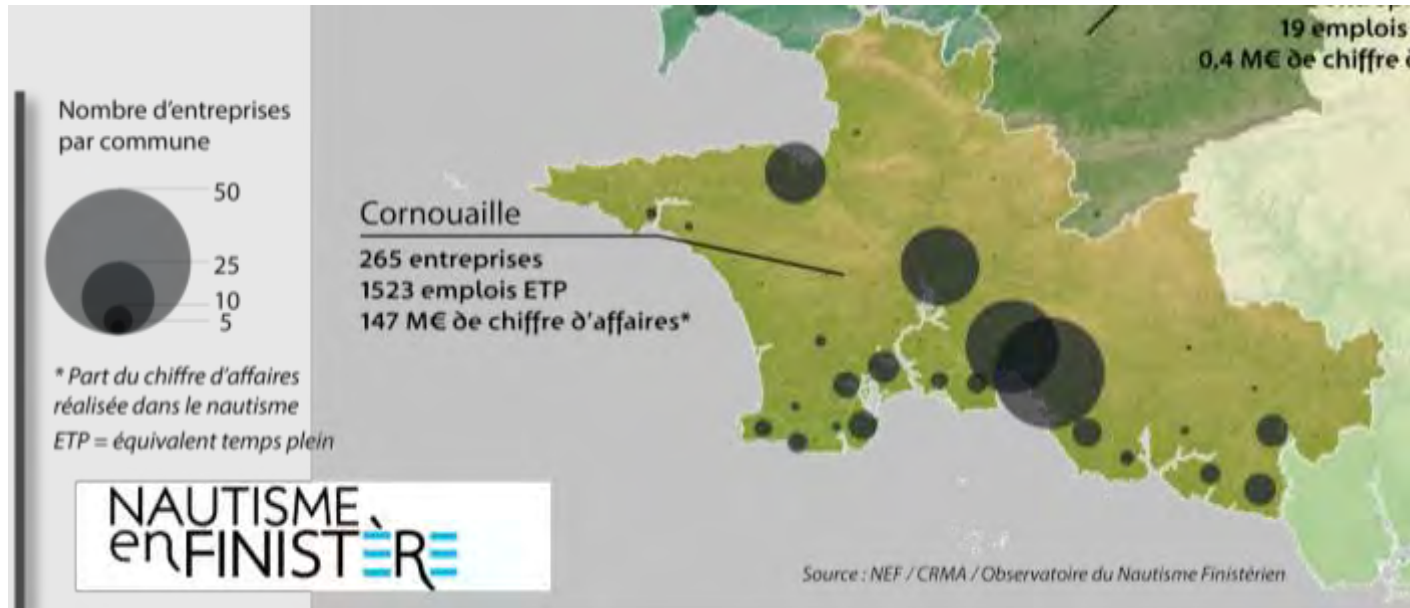 19 emplois
0,4 M€ de chiffre
Nombre d'entreprises
par commune
50
25
10
5
* Part du chiffre d'affaires
réalisée dans le nautisme
ETP = équivalent temps plein
Cornouaille
265 entreprises
1523 emplois ETP
147 M€ de chiffre d'affaires*
NAUTISME
en FINISTÈRE
Source : NEF / CRMA / Observatoire du Nautisme Finistérien